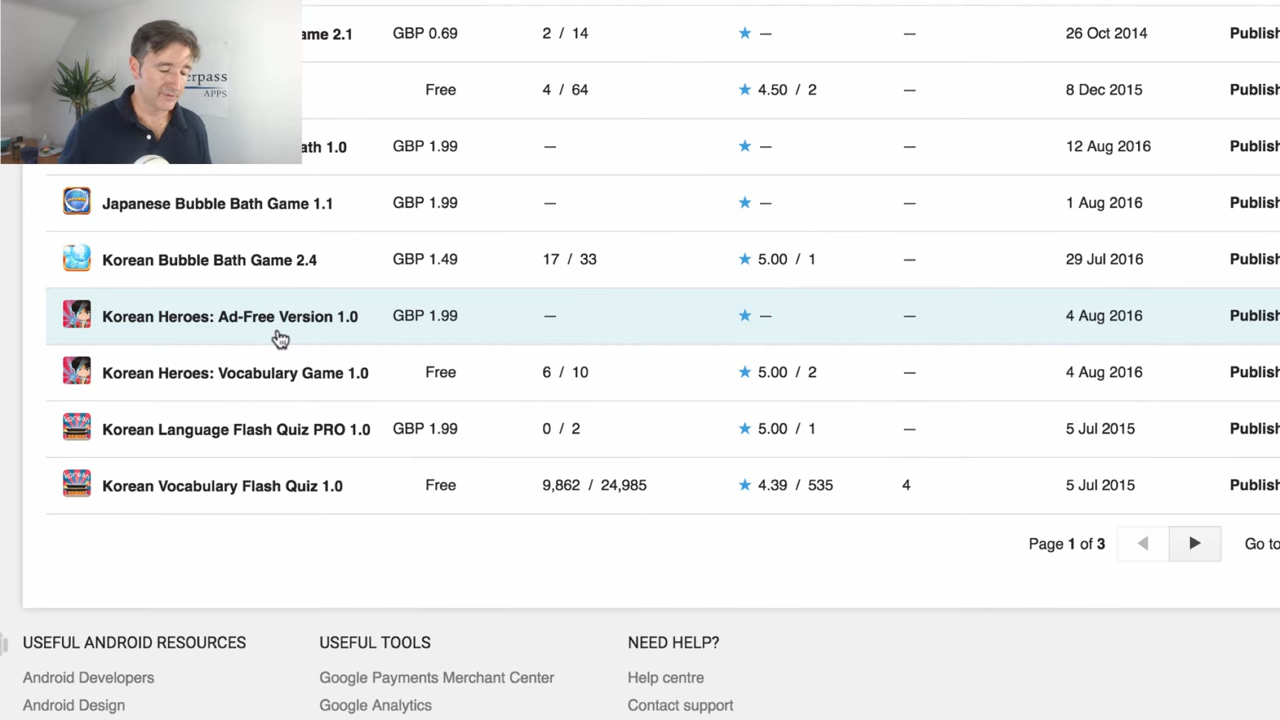 ame 2.1 GBP 0.69 2 / 14 ★ — — 26 Oct 2014 Publish
erpass
APPS
Free 4 / 64 ★ 4.50 / 2 — 8 Dec 2015 Publish
ath 1.0 GBP 1.99 — ★ — — 12 Aug 2016 Publish
Japanese Bubble Bath Game 1.1 GBP 1.99 — ★ — — 1 Aug 2016 Publish
Korean Bubble Bath Game 2.4 GBP 1.49 17 / 33 ★ 5.00 / 1 — 29 Jul 2016 Publish
Korean Heroes: Ad-Free Version 1.0 GBP 1.99 — ★ — — 4 Aug 2016 Publish
Korean Heroes: Vocabulary Game 1.0 Free 6 / 10 ★ 5.00 / 2 — 4 Aug 2016 Publish
Korean Language Flash Quiz PRO 1.0 GBP 1.99 0 / 2 ★ 5.00 / 1 — 5 Jul 2015 Publish
Korean Vocabulary Flash Quiz 1.0 Free 9,862 / 24,985 ★ 4.39 / 535 4 5 Jul 2015 Publish
Page 1 of 3 Go to
USEFUL ANDROID RESOURCES USEFUL TOOLS NEED HELP?
Android Developers Google Payments Merchant Center Help centre
Android Design Google Analytics Contact support